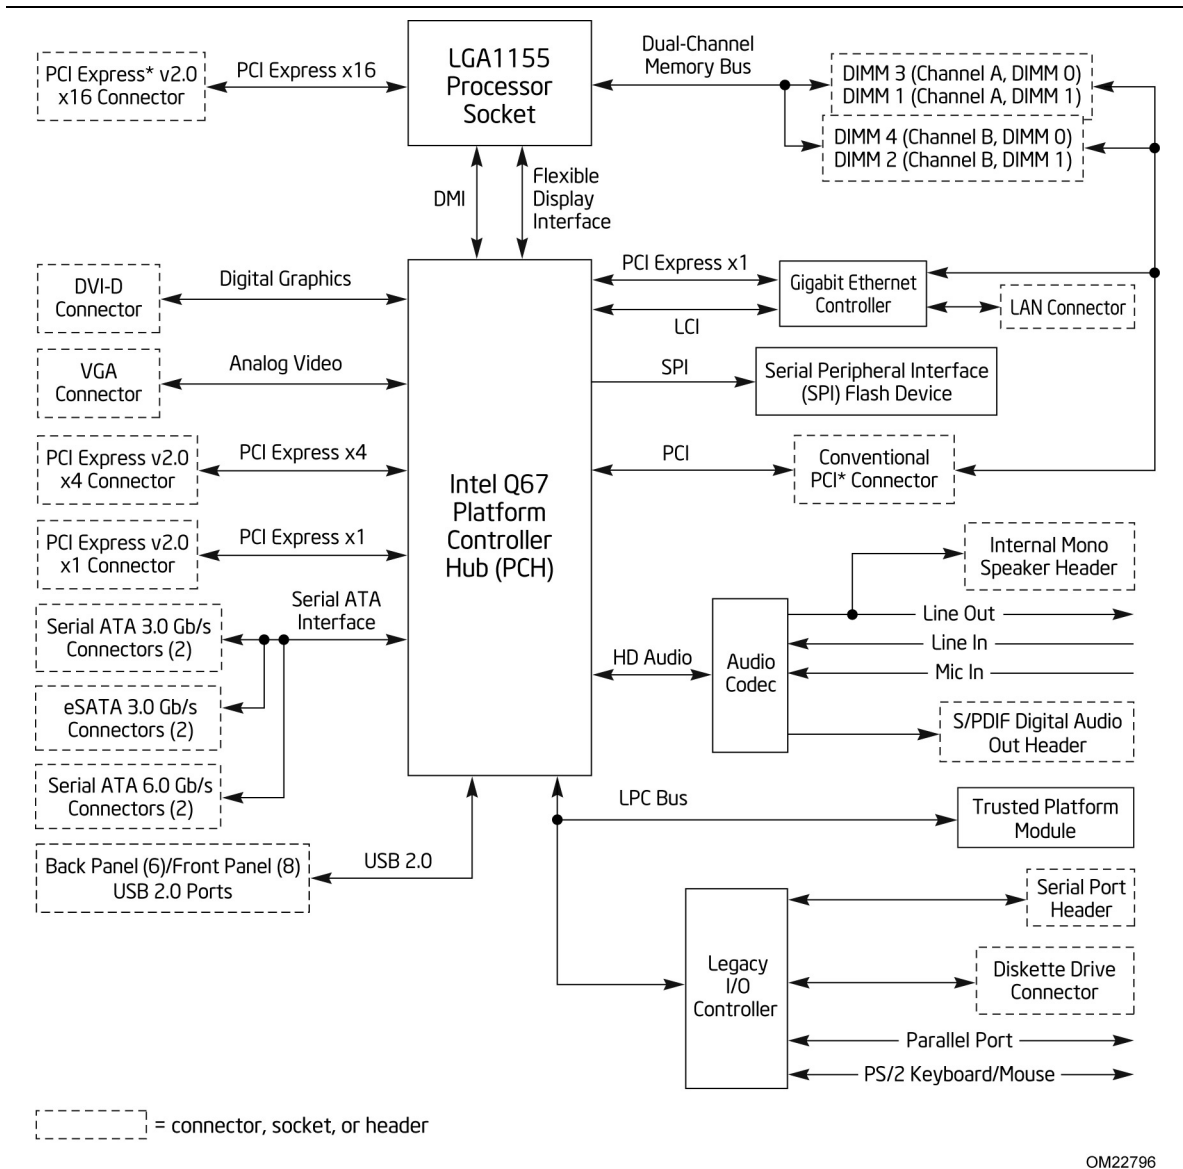 LGA1155
Processor
Socket
PCI Express* v2.0
x16 Connector
PCI Express x16
Dual-Channel
Memory Bus
DIMM 3 (Channel A, DIMM 0)
DIMM 1 (Channel A, DIMM 1)
DIMM 4 (Channel B, DIMM 0)
DIMM 2 (Channel B, DIMM 1)
DMI
Flexible
Display
Interface
DVI-D
Connector
Digital Graphics
VGA
Connector
Analog Video
PCI Express v2.0
x4 Connector
PCI Express x4
PCI Express v2.0
x1 Connector
PCI Express x1
Serial ATA
Interface
Serial ATA 3.0 Gb/s
Connectors (2)
eSATA 3.0 Gb/s
Connectors (2)
Serial ATA 6.0 Gb/s
Connectors (2)
Back Panel (6)/Front Panel (8)
USB 2.0 Ports
USB 2.0
Intel Q67
Platform
Controller
Hub (PCH)
PCI Express x1
LCI
Gigabit Ethernet
Controller
LAN Connector
SPI
Serial Peripheral Interface
(SPI) Flash Device
PCI
Conventional
PCI* Connector
HD Audio
Audio
Codec
Internal Mono
Speaker Header
Line Out
Line In
Mic In
S/PDIF Digital Audio
Out Header
LPC Bus
Trusted Platform
Module
Legacy
I/O
Controller
Serial Port
Header
Diskette Drive
Connector
Parallel Port
PS/2 Keyboard/Mouse
= connector, socket, or header
OM22796